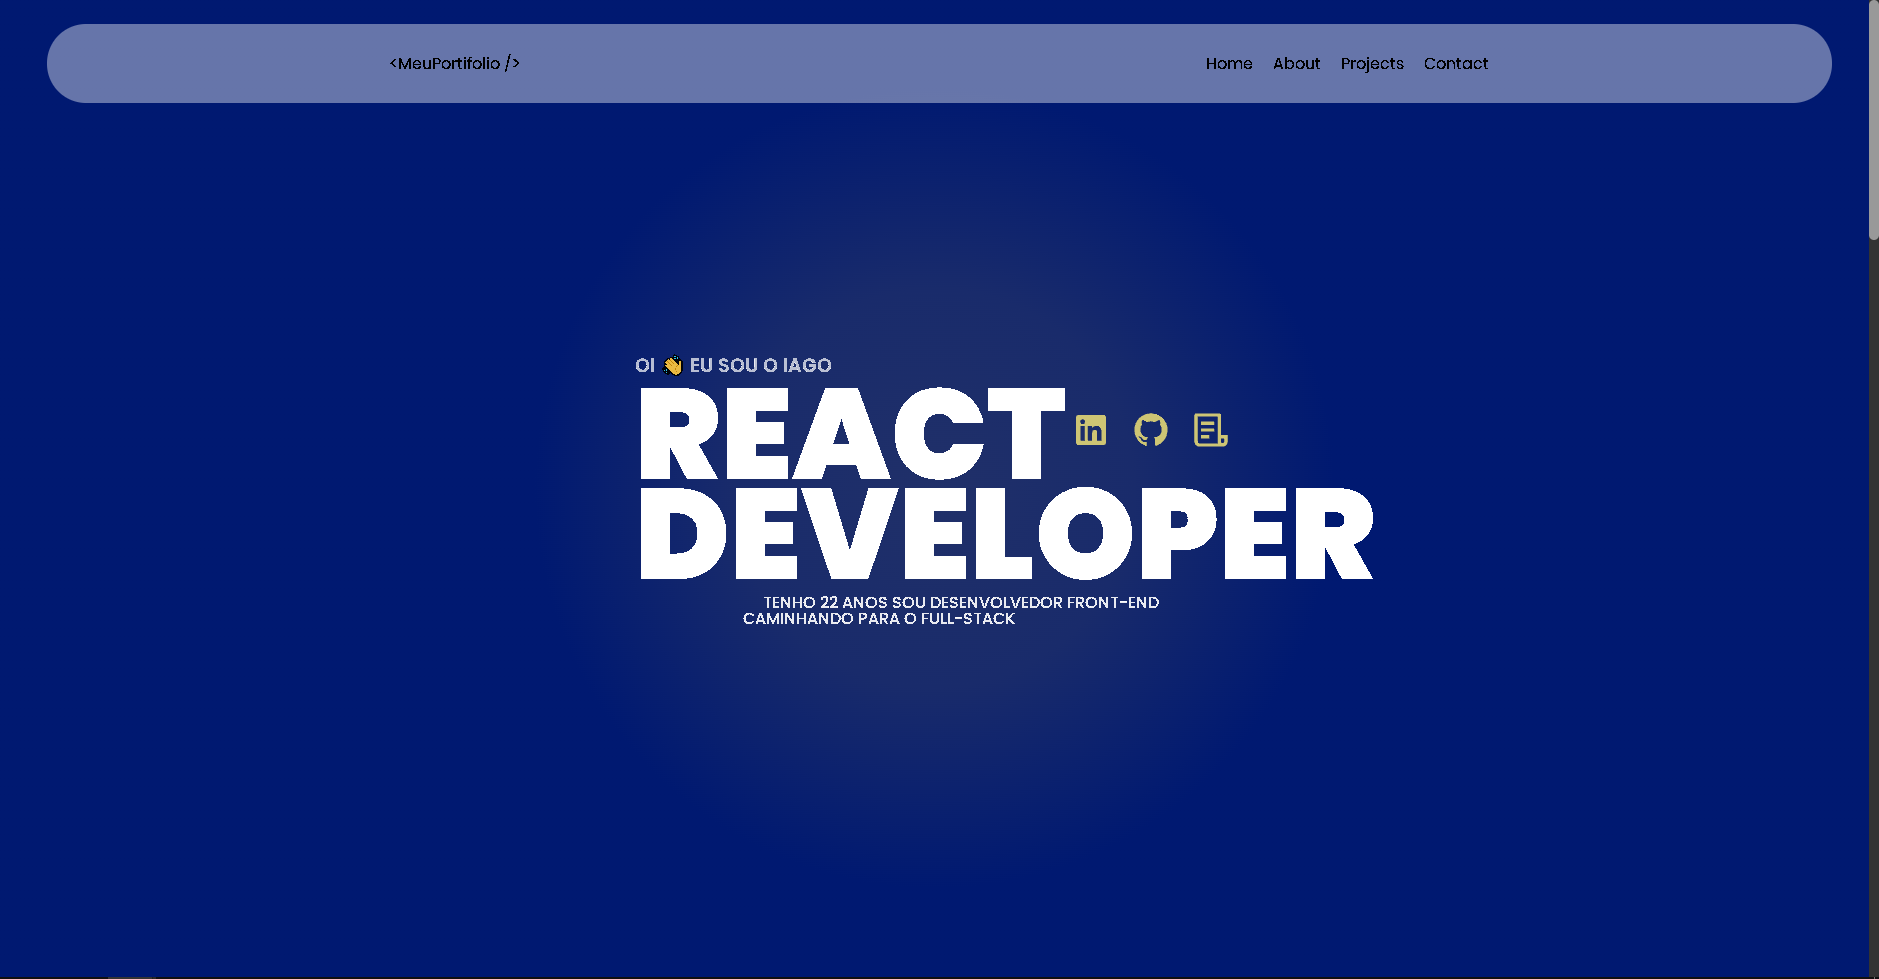 <MeuPortifolio />
Home About Projects Contact
OI 👋 EU SOU O IAGO
REACT
in
DEVELOPER
TENHO 22 ANOS SOU DESENVOLVEDOR FRONT-END
CAMINHANDO PARA O FULL-STACK